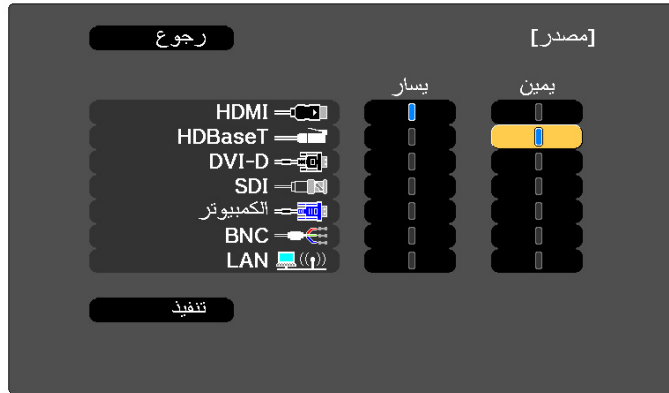 [مصدر]
رجوع
يمين
يسار
HDMI
HDBaseT
DVI-D
SDI
الكمبيوتر
BNC
LAN
تنفيذ